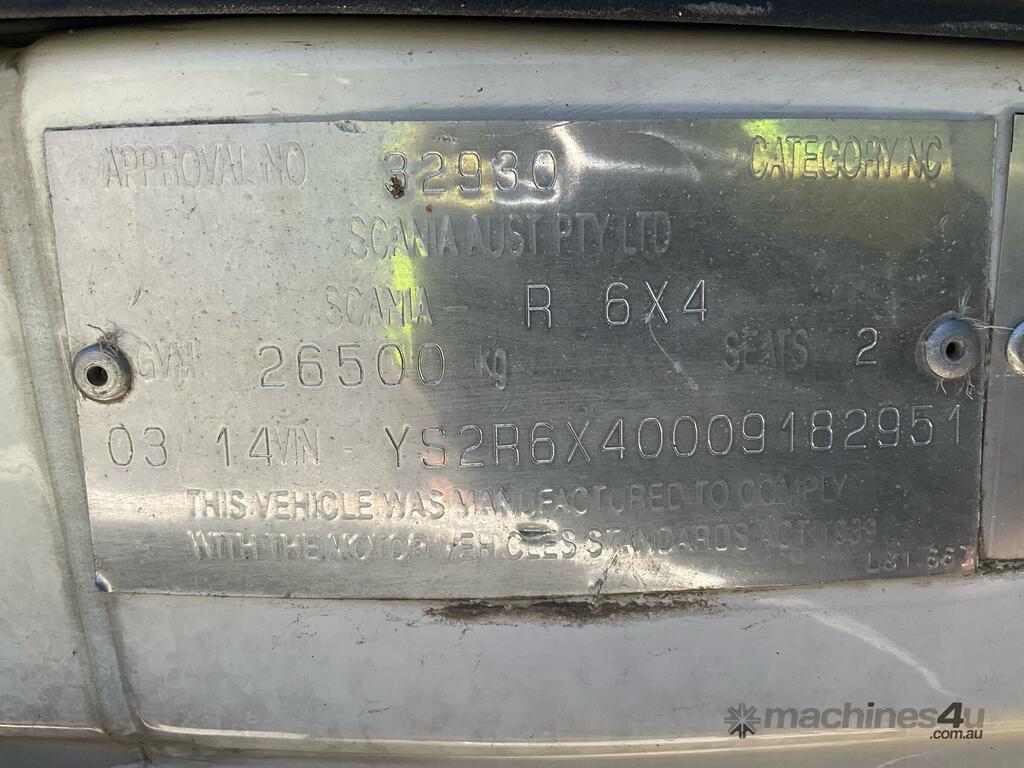 APPROVAL NO 32930 CATEGORY NC
SCANIA AUST PTY LTD
SCANIA - R 6X4
GVM 26500 kg SEATS 2
03 14 VIN - YS2R6X40009182951
THIS VEHICLE WAS MANUFACTURED TO COMPLY
WITH THE MOTOR VEHICLES STANDARDS ACT 1989
machines4u
.com.au